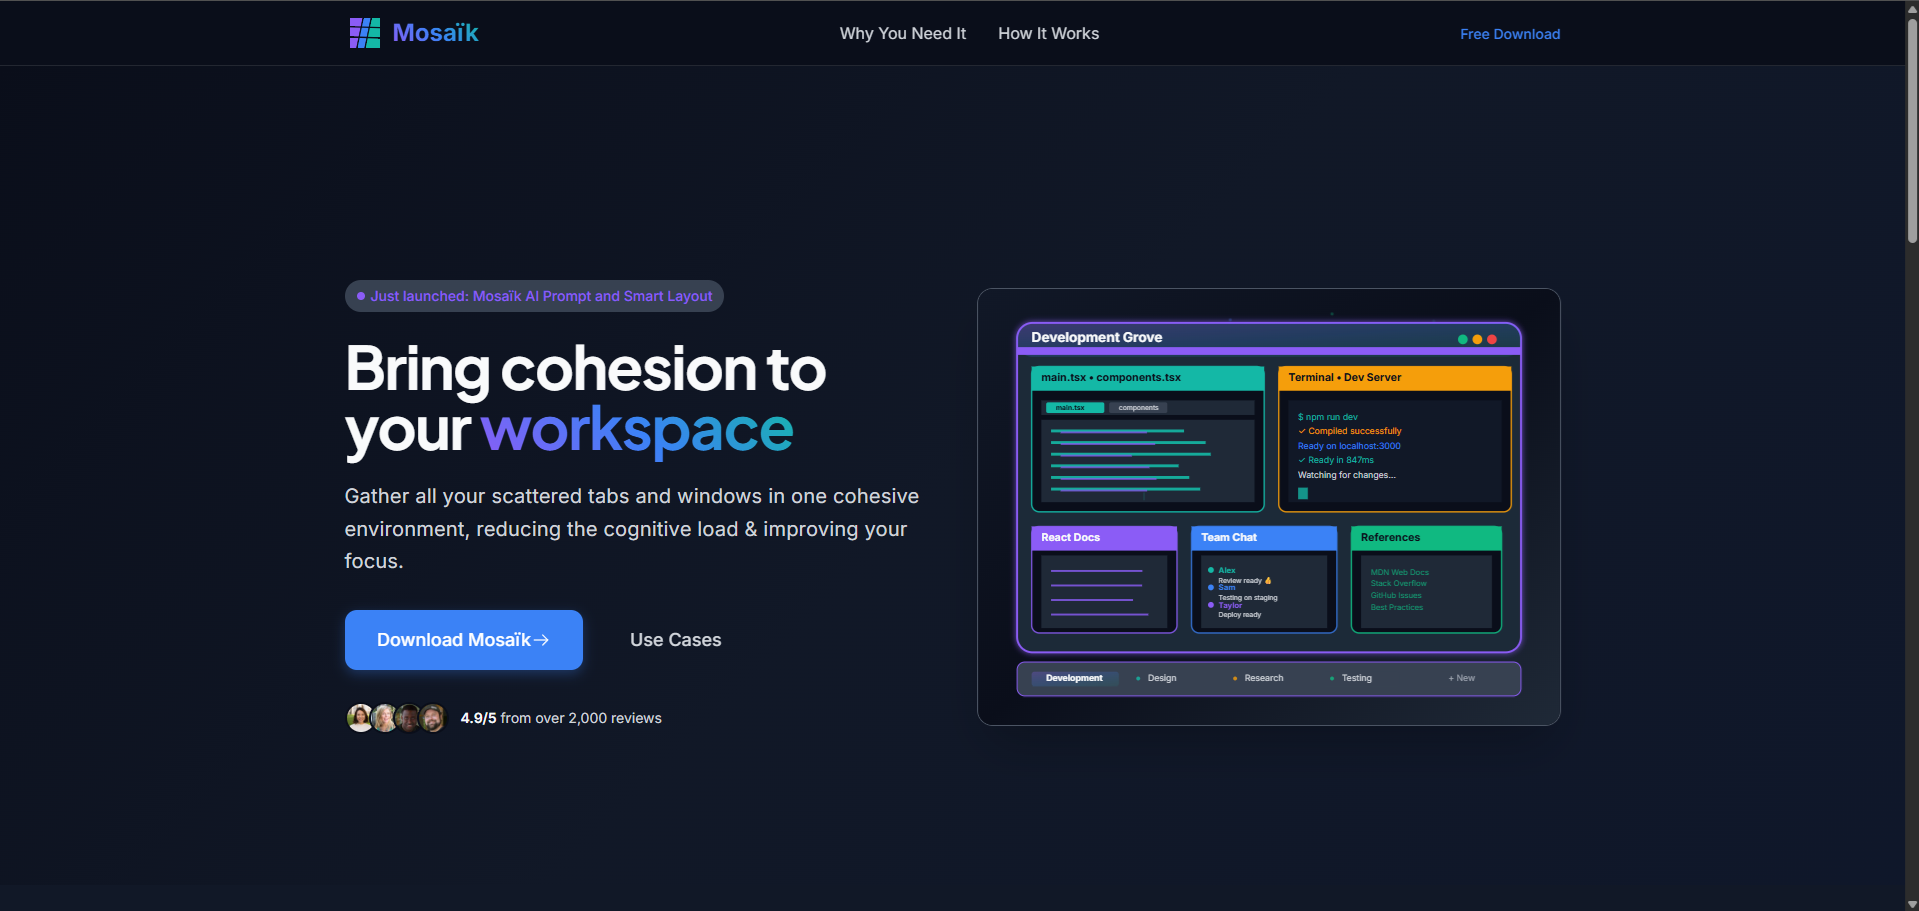 Mosaïk
Why You Need It
How It Works
Free Download
Just launched: Mosaïk AI Prompt and Smart Layout
Bring cohesion to
your workspace
Gather all your scattered tabs and windows in one cohesive
environment, reducing the cognitive load & improving your
focus.
Download Mosaïk→
Use Cases
4.9/5 from over 2,000 reviews
Development Grove
main.tsx • components.tsx
main.tsx
components
Terminal • Dev Server
$ npm run dev
✓ Compiled successfully
Ready on localhost:3000
✓ Ready in 847ms
Watching for changes...
React Docs
Team Chat
Alex
Review ready 👍
Sam
Testing on staging
Taylor
Deploy ready
References
MDN Web Docs
Stack Overflow
GitHub Issues
Best Practices
Development
Design
Research
Testing
+ New